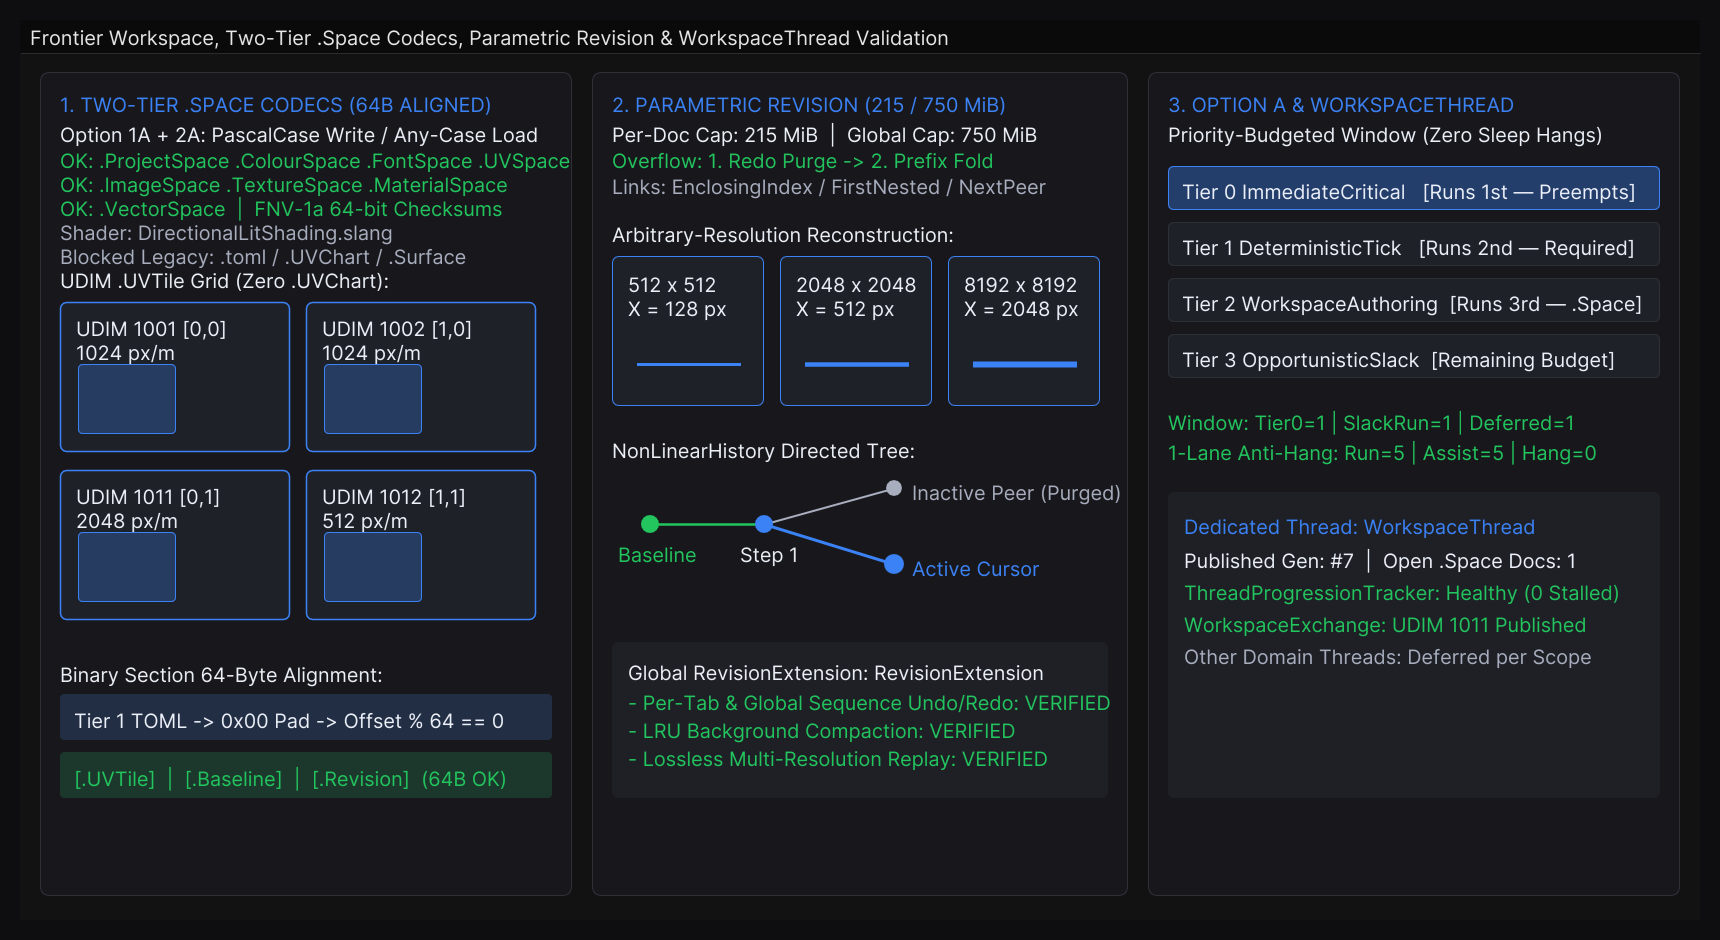 Frontier Workspace, Two-Tier .Space Codecs, Parametric Revision & WorkspaceThread Validation
1. TWO-TIER .SPACE CODECS (64B ALIGNED)
Option 1A + 2A: PascalCase Write / Any-Case Load
OK: .ProjectSpace .ColourSpace .FontSpace .UVSpace
OK: .ImageSpace .TextureSpace .MaterialSpace
OK: .VectorSpace | FNV-1a 64-bit Checksums
Shader: DirectionalLitShading.slang
Blocked Legacy: .toml / .UVChart / .Surface
UDIM .UVTile Grid (Zero .UVChart):
UDIM 1001 [0,0]
1024 px/m
UDIM 1002 [1,0]
1024 px/m
UDIM 1011 [0,1]
2048 px/m
UDIM 1012 [1,1]
512 px/m
Binary Section 64-Byte Alignment:
Tier 1 TOML -> 0x00 Pad -> Offset % 64 == 0
[.UVTile] | [.Baseline] | [.Revision] (64B OK)
2. PARAMETRIC REVISION (215 / 750 MiB)
Per-Doc Cap: 215 MiB | Global Cap: 750 MiB
Overflow: 1. Redo Purge -> 2. Prefix Fold
Links: EnclosingIndex / FirstNested / NextPeer
Arbitrary-Resolution Reconstruction:
512 x 512
X = 128 px
2048 x 2048
X = 512 px
8192 x 8192
X = 2048 px
NonLinearHistory Directed Tree:
Inactive Peer (Purged)
Baseline
Step 1
Active Cursor
Global RevisionExtension: RevisionExtension
- Per-Tab & Global Sequence Undo/Redo: VERIFIED
- LRU Background Compaction: VERIFIED
- Lossless Multi-Resolution Replay: VERIFIED
3. OPTION A & WORKSPACETHREAD
Priority-Budgeted Window (Zero Sleep Hangs)
Tier 0 ImmediateCritical [Runs 1st — Preempts]
Tier 1 DeterministicTick [Runs 2nd — Required]
Tier 2 WorkspaceAuthoring [Runs 3rd — .Space]
Tier 3 OpportunisticSlack [Remaining Budget]
Window: Tier0=1 | SlackRun=1 | Deferred=1
1-Lane Anti-Hang: Run=5 | Assist=5 | Hang=0
Dedicated Thread: WorkspaceThread
Published Gen: #7 | Open .Space Docs: 1
ThreadProgressionTracker: Healthy (0 Stalled)
WorkspaceExchange: UDIM 1011 Published
Other Domain Threads: Deferred per Scope